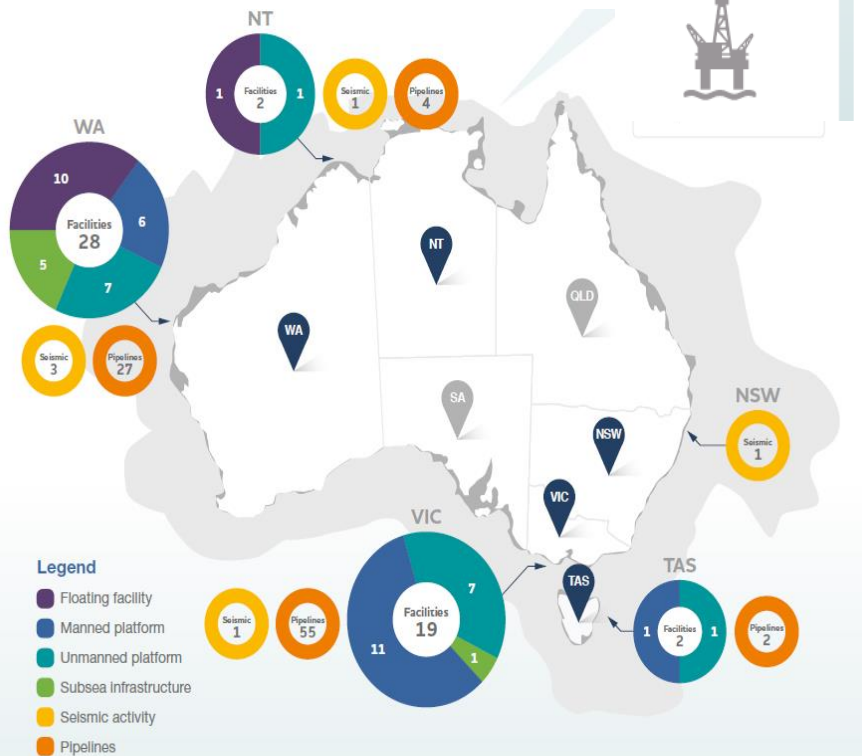 NT
1
Facilities
2
1
Seismic
1
Pipelines
4
WA
10
6
Facilities
28
5
7
Seismic
3
Pipelines
27
NT
QLD
WA
SA
NSW
VIC
TAS
NSW
Seismic
1
VIC
7
Facilities
19
11
1
Seismic
1
Pipelines
55
TAS
1
Facilities
2
1
Pipelines
2
Legend
Floating facility
Manned platform
Unmanned platform
Subsea infrastructure
Seismic activity
Pipelines